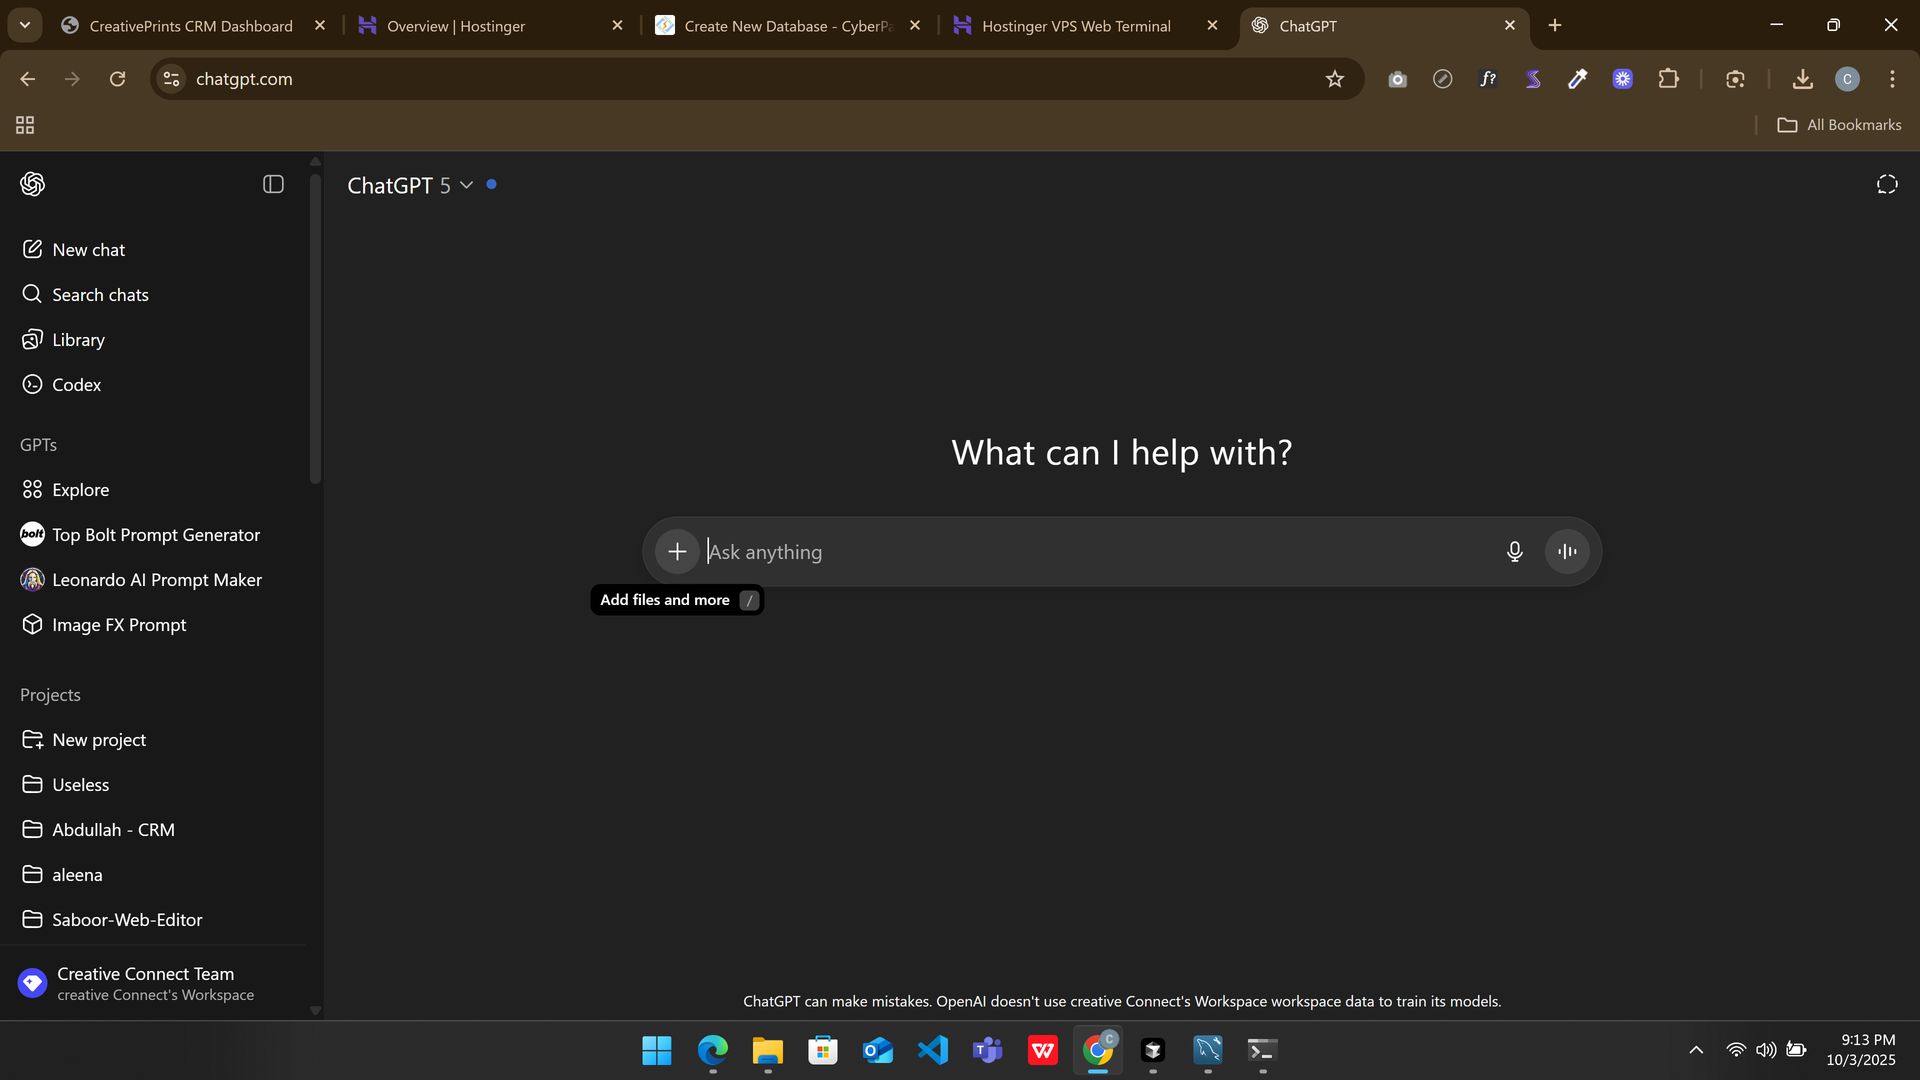 CreativePrints CRM Dashboard
Overview | Hostinger
Create New Database - CyberPa
Hostinger VPS Web Terminal
ChatGPT
chatgpt.com
f?
C
All Bookmarks
ChatGPT 5
New chat
Search chats
Library
Codex
GPTs
Explore
bolt
Top Bolt Prompt Generator
Leonardo AI Prompt Maker
Image FX Prompt
Projects
New project
Useless
Abdullah - CRM
aleena
Saboor-Web-Editor
Creative Connect Team
creative Connect's Workspace
What can I help with?
Ask anything
Add files and more /
ChatGPT can make mistakes. OpenAI doesn't use creative Connect's Workspace workspace data to train its models.
C
9:13 PM
10/3/2025